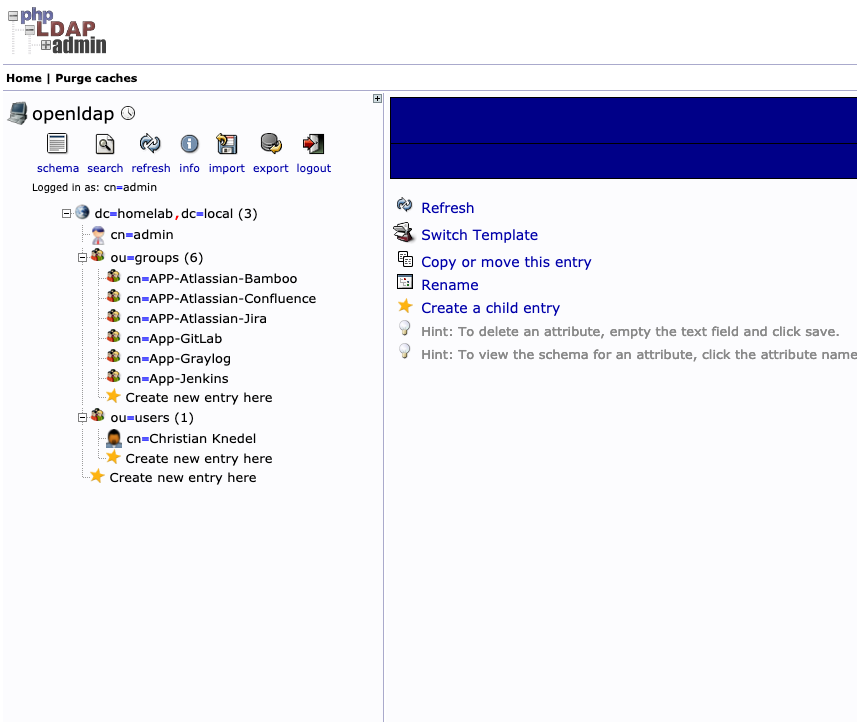 php
LDAP
admin
Home | Purge caches
openldap
schema search refresh info import export logout
Logged in as: cn=admin
dc=homelab,dc=local (3)
cn=admin
ou=groups (6)
cn=APP-Atlassian-Bamboo
cn=APP-Atlassian-Confluence
cn=APP-Atlassian-Jira
cn=App-GitLab
cn=App-Graylog
cn=App-Jenkins
Create new entry here
ou=users (1)
cn=Christian Knedel
Create new entry here
Create new entry here
Refresh
Switch Template
Copy or move this entry
Rename
Create a child entry
Hint: To delete an attribute, empty the text field and click save.
Hint: To view the schema for an attribute, click the attribute name